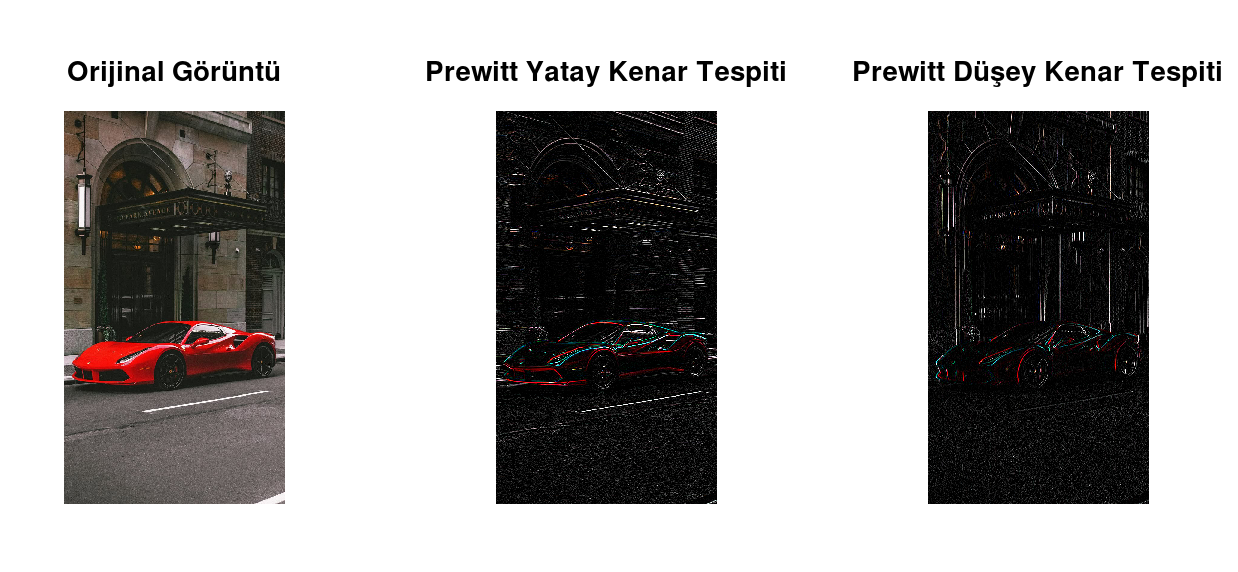 Orijinal Görüntü
Prewitt Yatay Kenar Tespiti
Prewitt Düşey Kenar Tespiti